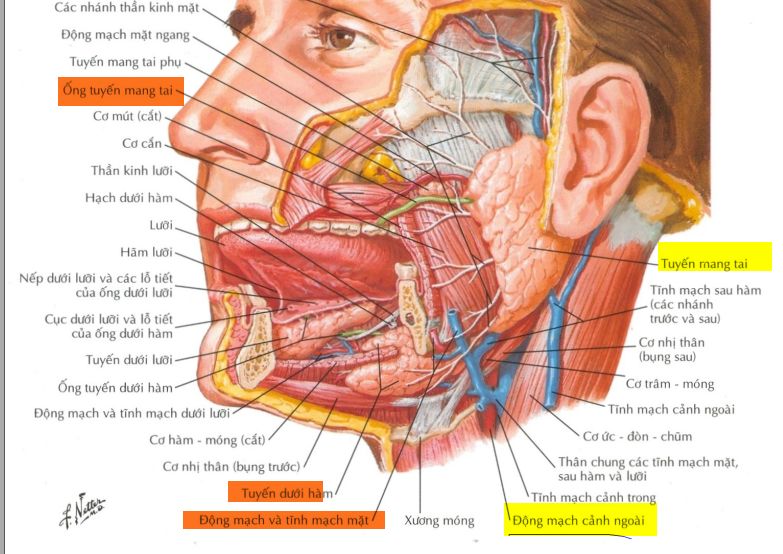 Các nhánh thần kinh mặt
Động mạch mặt ngang
Tuyến mang tai phụ
Ống tuyến mang tai
Cơ mút (cắt)
Cơ cắn
Thần kinh lưỡi
Hạch dưới hàm
Lưỡi
Hãm lưỡi
Nếp dưới lưỡi và các lỗ tiết
của ống dưới lưỡi
Cục dưới lưỡi và lỗ tiết
của ống dưới hàm
Tuyến dưới lưỡi
Ống tuyến dưới hàm
Động mạch và tĩnh mạch dưới lưỡi
Cơ hàm - móng (cắt)
Cơ nhị thân (bụng trước)
Tuyến dưới hàm
Động mạch và tĩnh mạch mặt
Xương móng
Tuyến mang tai
Tĩnh mạch sau hàm
(các nhánh
trước và sau)
Cơ nhị thân
(bụng sau)
Cơ trâm - móng
Tĩnh mạch cảnh ngoài
Cơ ức - đòn - chũm
Thân chung các tĩnh mạch mặt,
sau hàm và lưỡi
Tĩnh mạch cảnh trong
Động mạch cảnh ngoài
F. Netter
M.D.